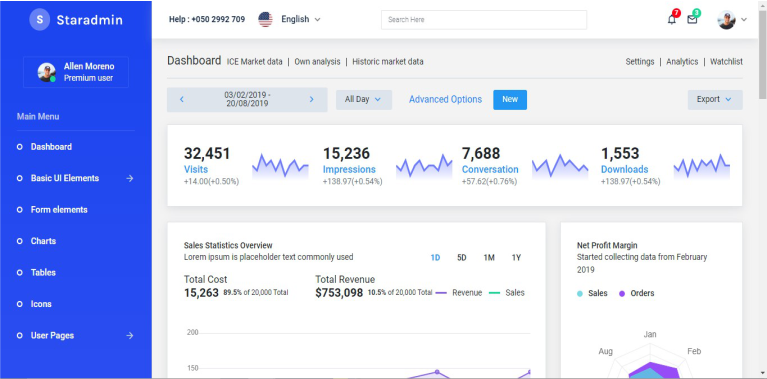 S Staradmin
Help : +050 2992 709 English Search Here 7 3
Allen Moreno
Premium user
Main Menu
Dashboard
Basic UI Elements
Form elements
Charts
Tables
Icons
User Pages
Dashboard ICE Market data | Own analysis | Historic market data Settings | Analytics | Watchlist
03/02/2019 -
20/08/2019
All Day Advanced Options New Export
32,451
Visits
+14.00(+0.50%)
15,236
Impressions
+138.97(+0.54%)
7,688
Conversation
+57.62(+0.76%)
1,553
Downloads
+138.97(+0.54%)
Sales Statistics Overview
Lorem ipsum is placeholder text commonly used
1D 5D 1M 1Y
Total Cost
15,263 89.5% of 20,000 Total
Total Revenue
$753,098 10.5% of 20,000 Total
Revenue Sales
200
150
Net Profit Margin
Started collecting data from February
2019
Sales Orders
Jan
Aug Feb